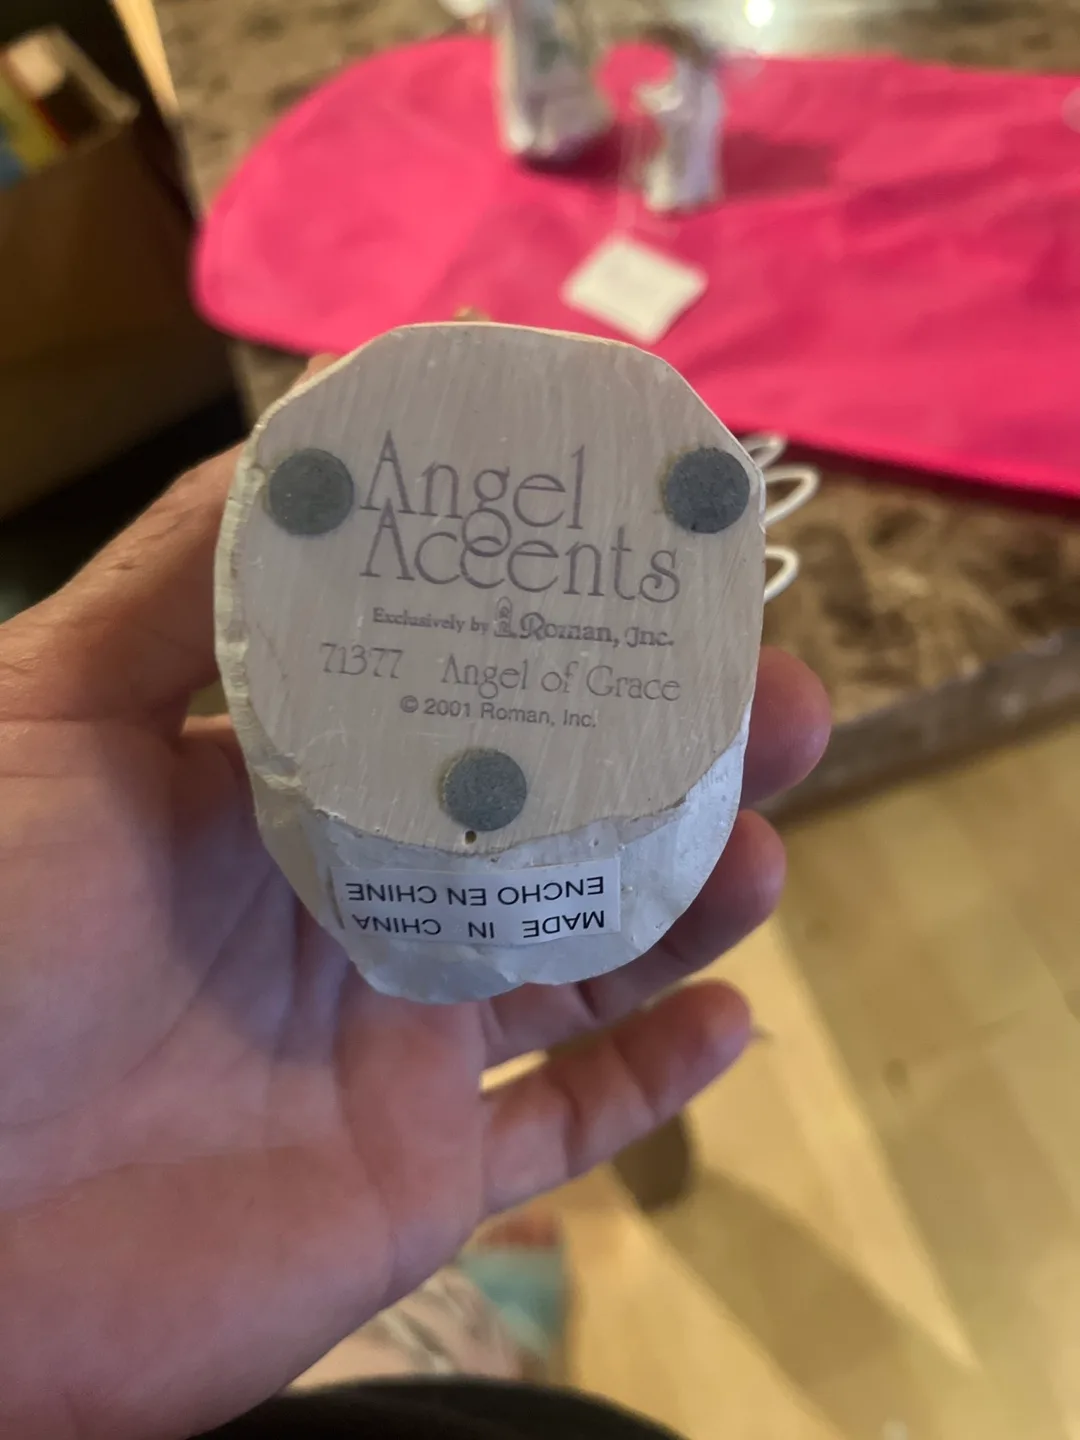 Angel
Accents
Exclusively by Roman, Inc.
71377 Angel of Grace
© 2001 Roman, Inc.
MADE IN CHINA
ENCHO EN CHINE